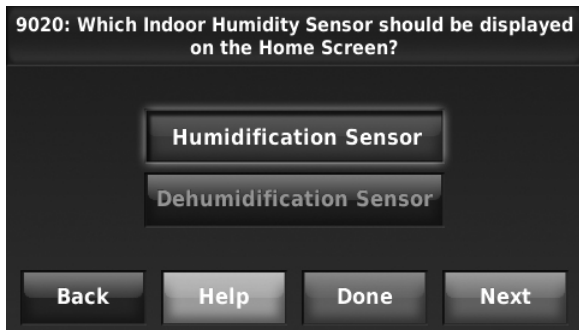 9020: Which Indoor Humidity Sensor should be displayed
on the Home Screen?
Humidification Sensor
Dehumidification Sensor
Back Help Done Next